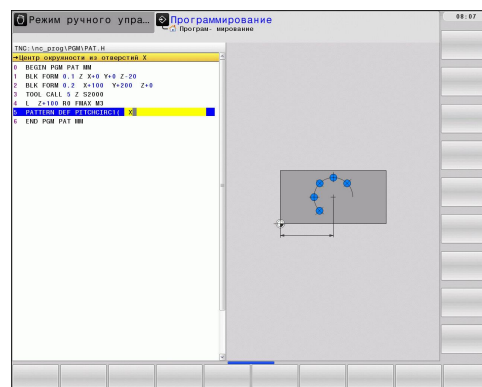 Режим ручного упра...
Программирование
Програм- мирование
08:07
TNC:\nc_prog\PGM\PAT.H
→Центр окружности из отверстий X
0 BEGIN PGM PAT MM
1 BLK FORM 0.1 Z X+0 Y+0 Z-20
2 BLK FORM 0.2 X+100 Y+200 Z+0
3 TOOL CALL 5 Z S2000
4 L Z+100 R0 FMAX M3
5 PATTERN DEF PITCHCIRC1( X
6 END PGM PAT MM